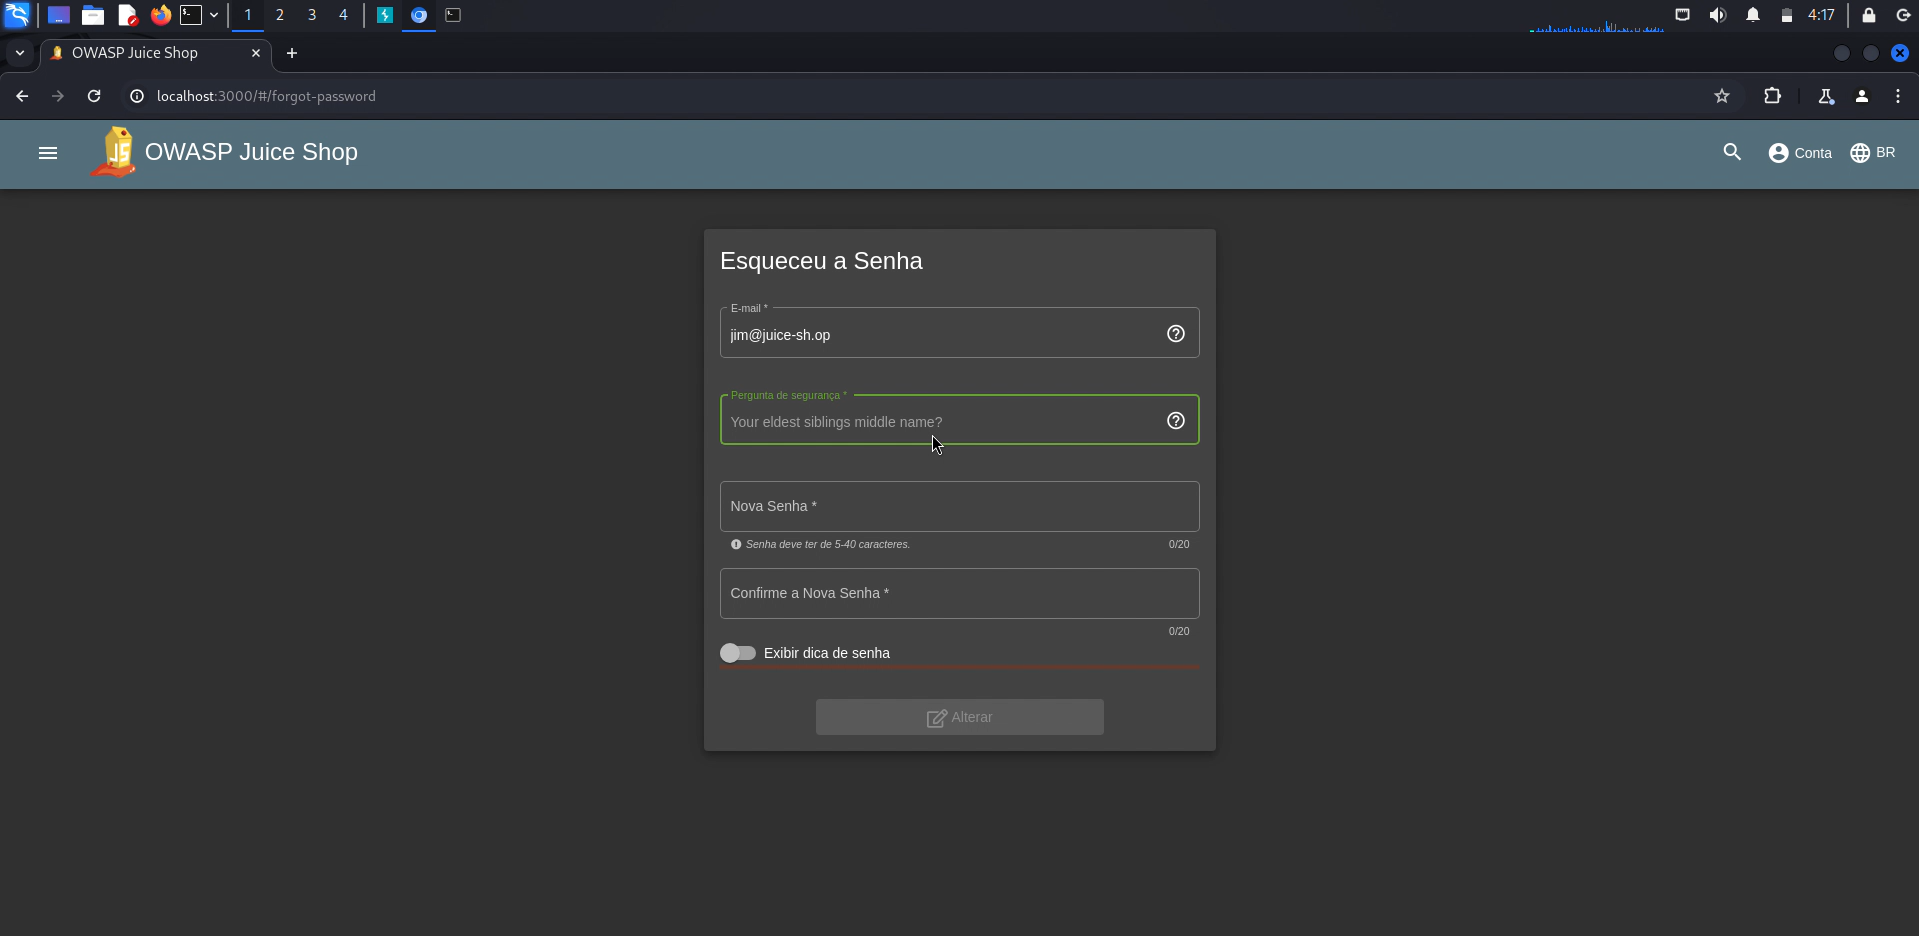 1 2 3 4
4:17
OWASP Juice Shop
localhost:3000/#/forgot-password
OWASP Juice Shop
Conta
BR
Esqueceu a Senha
E-mail *
jim@juice-sh.op
Pergunta de segurança *
Your eldest siblings middle name?
Nova Senha *
Senha deve ter de 5-40 caracteres.
0/20
Confirme a Nova Senha *
0/20
Exibir dica de senha
Alterar